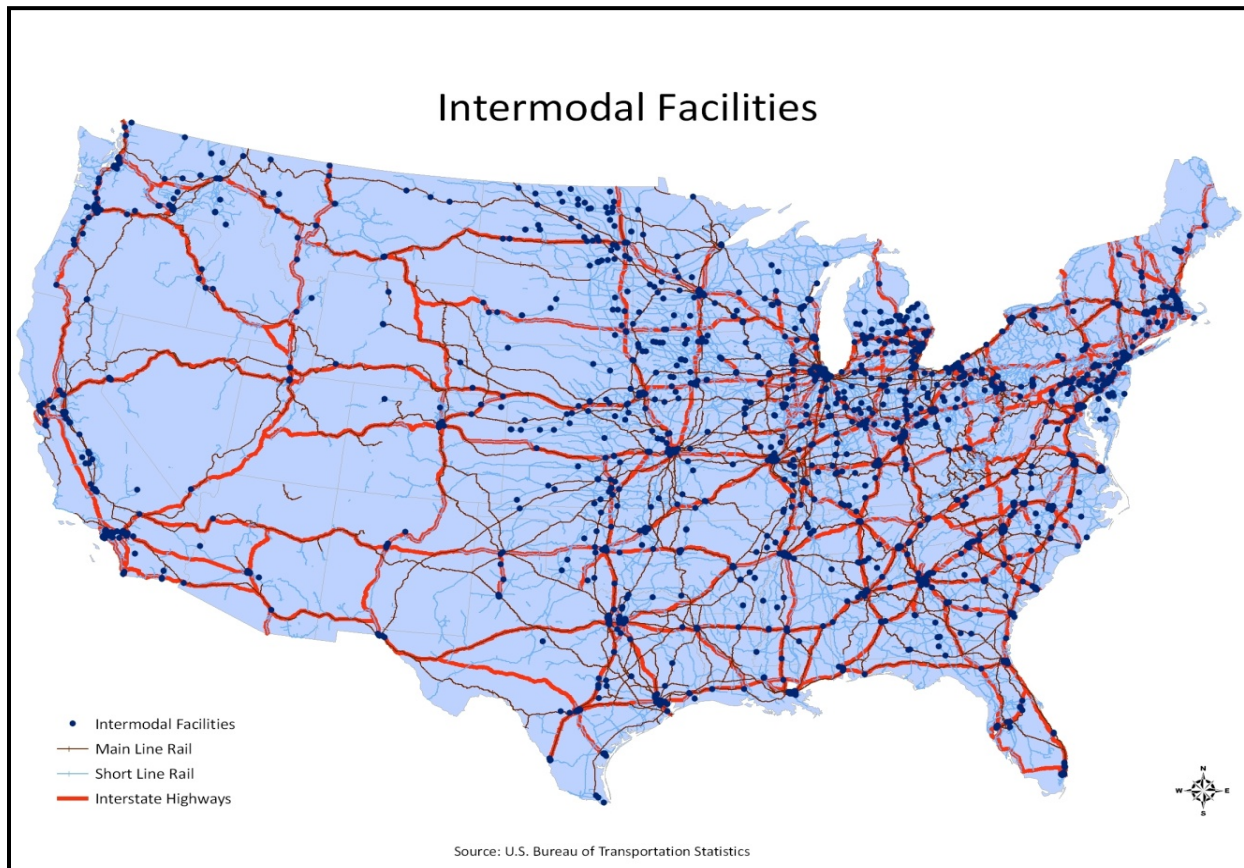 Intermodal Facilities
Intermodal Facilities
Main Line Rail
Short Line Rail
Interstate Highways
N
W E
S
Source: U.S. Bureau of Transportation Statistics